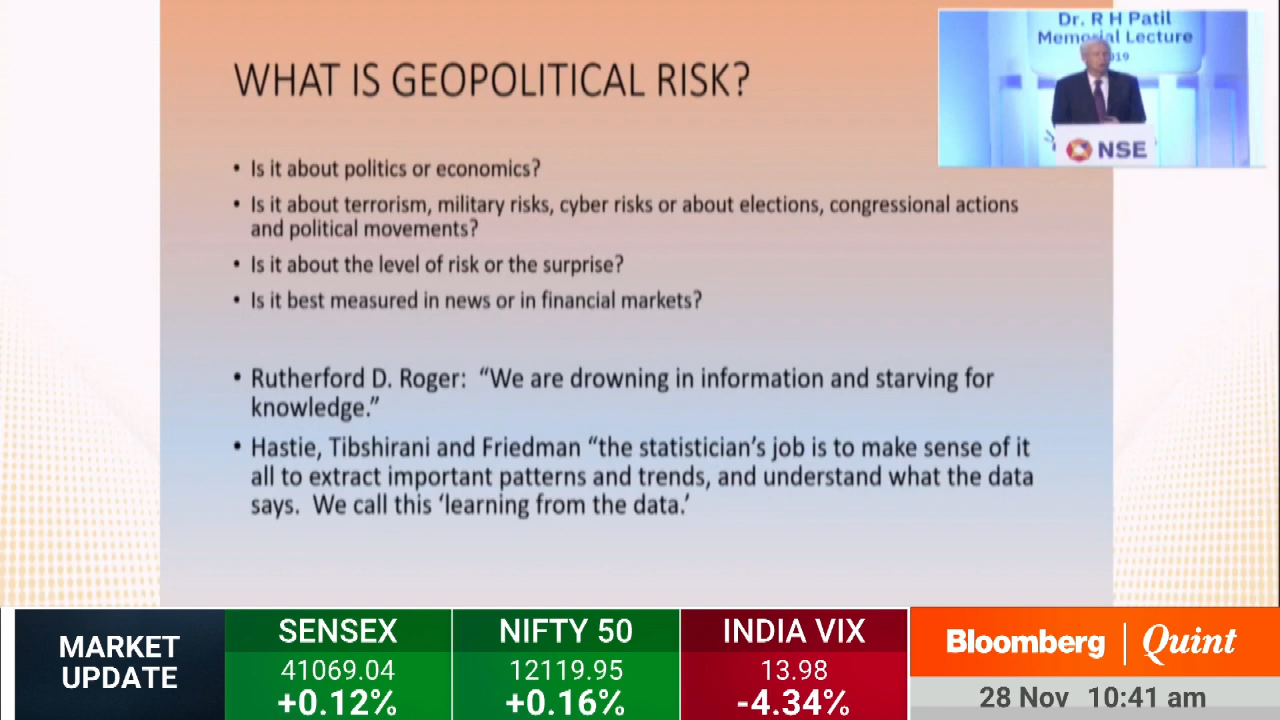 WHAT IS GEOPOLITICAL RISK?
• Is it about politics or economics?
• Is it about terrorism, military risks, cyber risks or about elections, congressional actions
and political movements?
• Is it about the level of risk or the surprise?
• Is it best measured in news or in financial markets?
• Rutherford D. Roger: “We are drowning in information and starving for
knowledge.”
• Hastie, Tibshirani and Friedman “the statistician’s job is to make sense of it
all to extract important patterns and trends, and understand what the data
says. We call this ‘learning from the data.’
Dr. R H Patil
Memorial Lecture
NSE
MARKET
UPDATE
SENSEX
41069.04
+0.12%
NIFTY 50
12119.95
+0.16%
INDIA VIX
13.98
-4.34%
Bloomberg | Quint
28 Nov 10:41 am